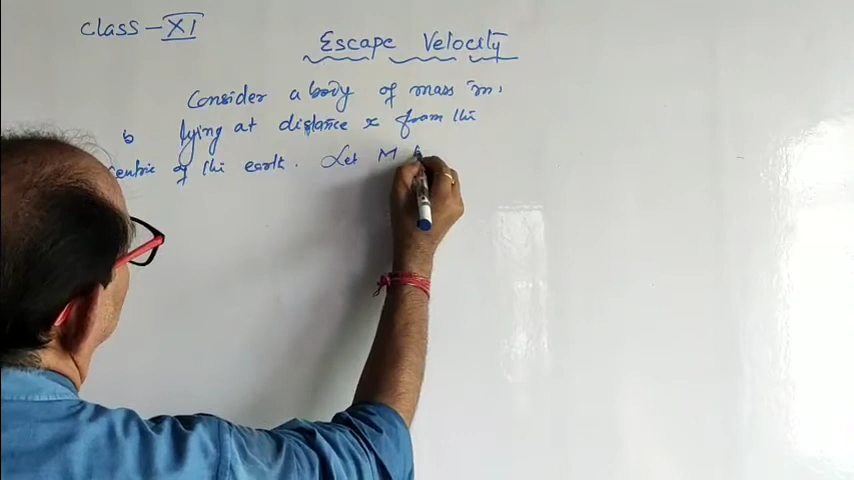 Class - XI
Escape Velocity
Consider a body of mass 'm'
lying at distance x from the
centre of the earth. Let M